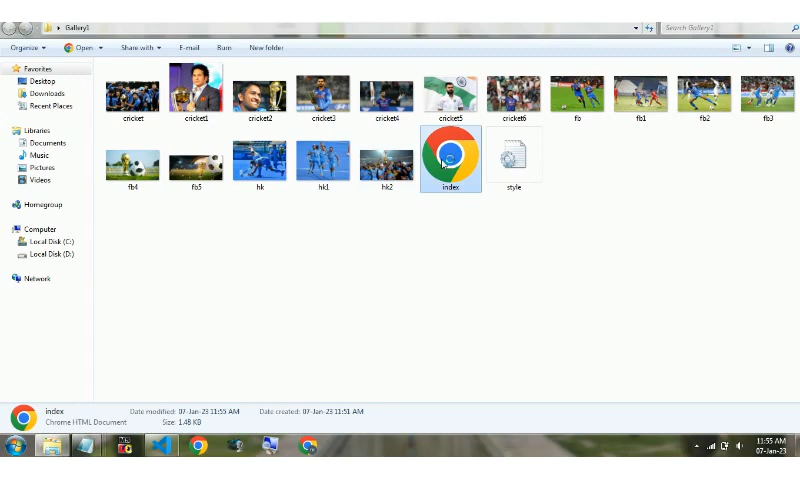 Gallery1
Search Gallery1
Organize Open Share with E-mail Burn New folder
Favorites
Desktop
Downloads
Recent Places
Libraries
Documents
Music
Pictures
Videos
Homegroup
Computer
Local Disk (C:)
Local Disk (D:)
Network
cricket cricket1 cricket2 cricket3 cricket4 cricket5 cricket6 fb fb1 fb2 fb3
fb4 fb5 hk hk1 hk2 index style
index Date modified: 07-Jan-23 11:55 AM Date created: 07-Jan-23 11:51 AM
Chrome HTML Document Size: 1.48 KB
11:55 AM
07-Jan-23